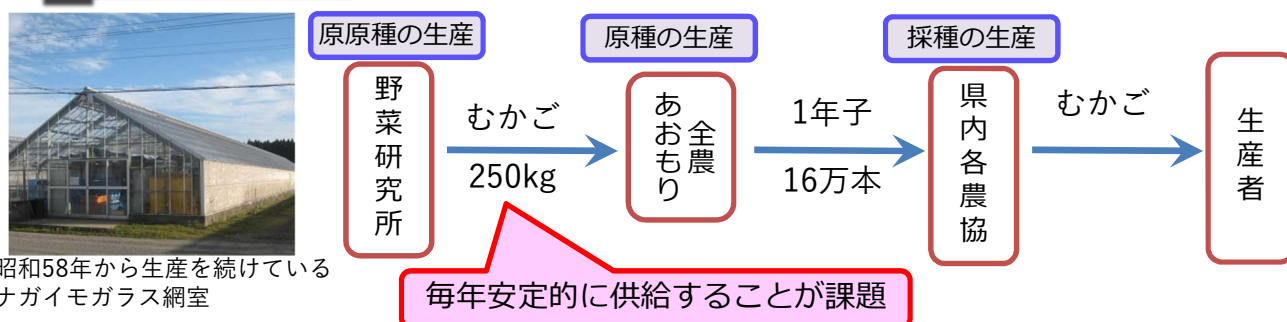 原原種の生産
原種の生産
採種の生産
野菜研究所
むかご
250kg
全農
あおもり
1年子
16万本
県内各農協
むかご
生産者
毎年安定的に供給することが課題
昭和58年から生産を続けている
ナガイモガラス網室